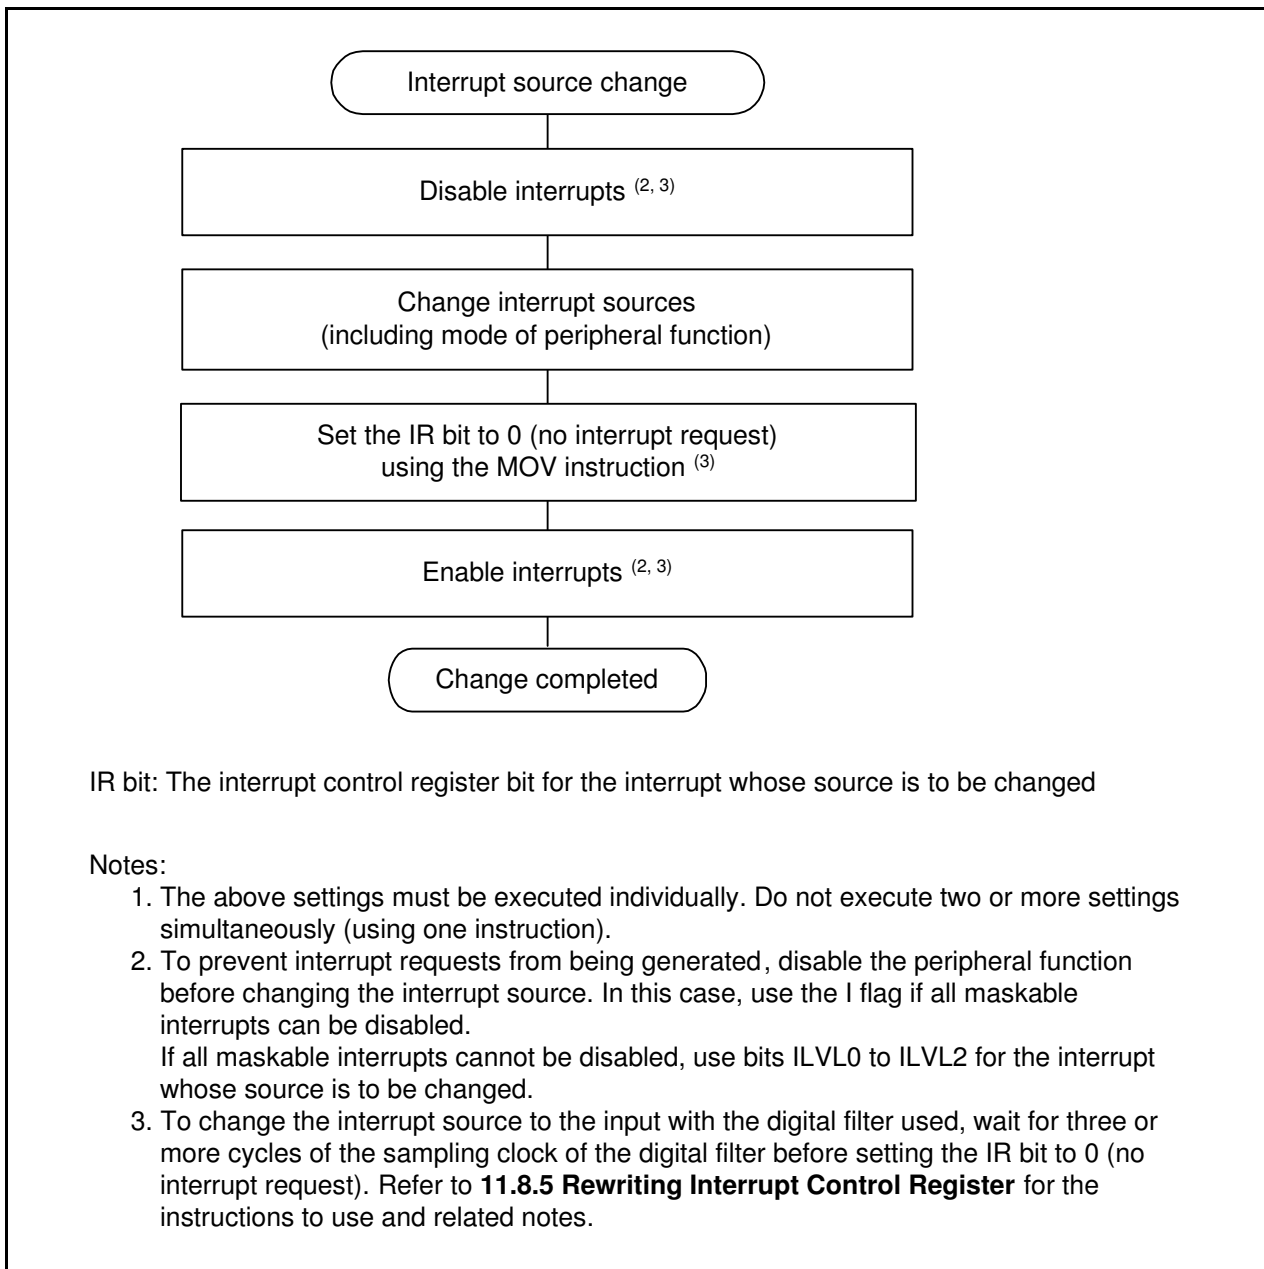 Interrupt source change
Disable interrupts (2, 3)
Change interrupt sources
(including mode of peripheral function)
Set the IR bit to 0 (no interrupt request)
using the MOV instruction (3)
Enable interrupts (2, 3)
Change completed
IR bit: The interrupt control register bit for the interrupt whose source is to be changed
Notes:
1. The above settings must be executed individually. Do not execute two or more settings
simultaneously (using one instruction).
2. To prevent interrupt requests from being generated, disable the peripheral function
before changing the interrupt source. In this case, use the I flag if all maskable
interrupts can be disabled.
If all maskable interrupts cannot be disabled, use bits ILVL0 to ILVL2 for the interrupt
whose source is to be changed.
3. To change the interrupt source to the input with the digital filter used, wait for three or
more cycles of the sampling clock of the digital filter before setting the IR bit to 0 (no
interrupt request). Refer to 11.8.5 Rewriting Interrupt Control Register for the
instructions to use and related notes.